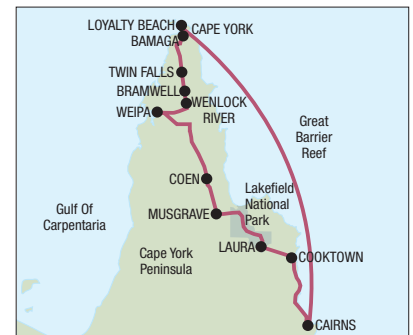 LOYALTY BEACH
CAPE YORK
BAMAGA
TWIN FALLS
BRAMWELL
WENLOCK
RIVER
WEIPA
Great
Barrier
Reef
COEN
Lakefield
National
Park
Gulf Of
Carpentaria
MUSGRAVE
LAURA
Cape York
Peninsula
COOKTOWN
CAIRNS